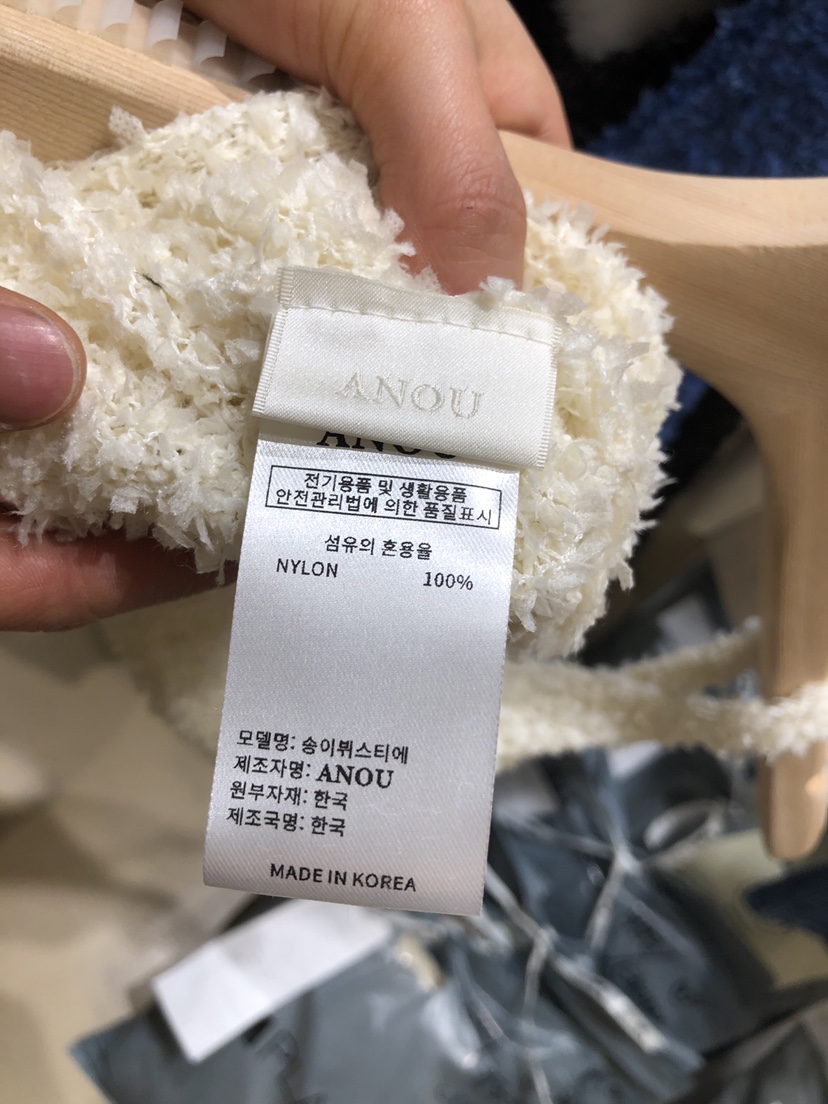 ANOU
ANOU
전기용품 및 생활용품
안전관리법에 의한 품질표시
섬유의 혼용율
NYLON 100%
모델명: 송이뷔스티에
제조자명: ANOU
원부자재: 한국
제조국명: 한국
MADE IN KOREA